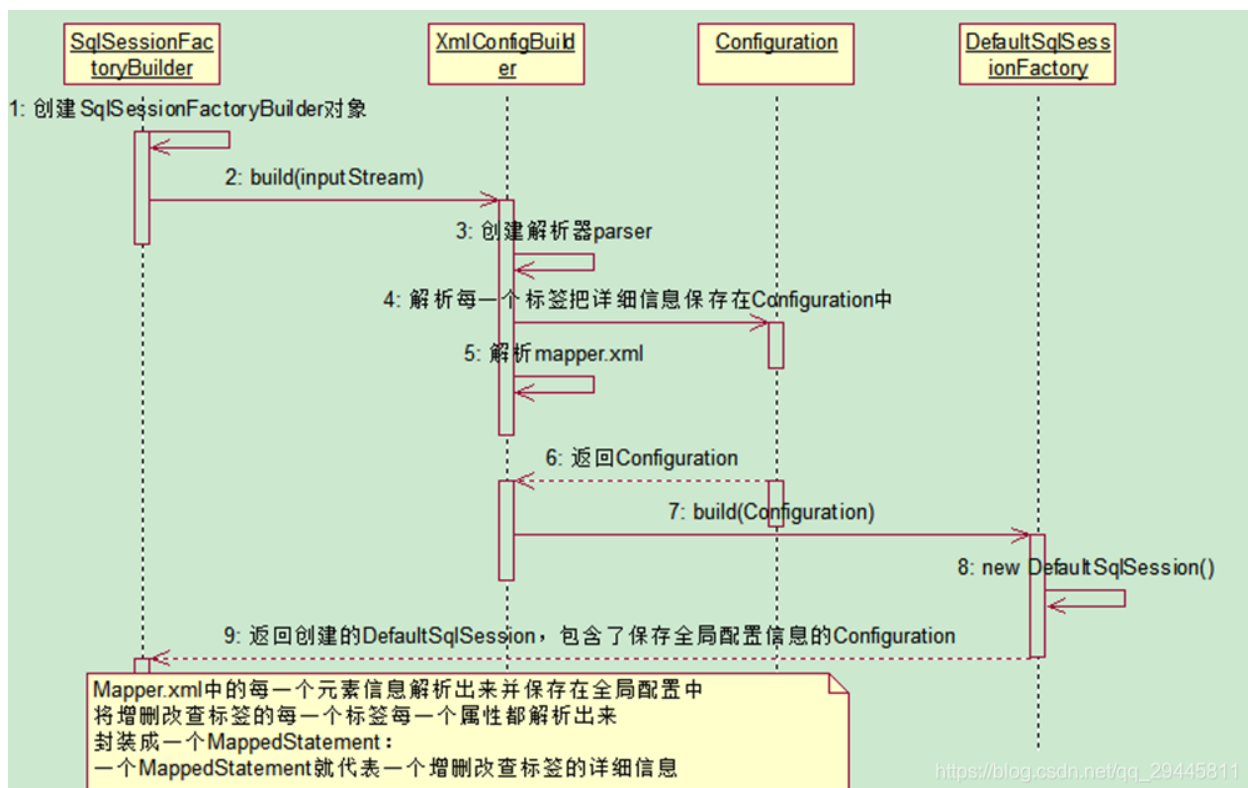 SqlSessionFac
toryBuilder
XmlConfigBuild
er
Configuration
DefaultSqlSess
ionFactory
1: 创建SqlSessionFactoryBuilder对象
2: build(inputStream)
3: 创建解析器parser
4: 解析每一个标签把详细信息保存在Configuration中
5: 解析mapper.xml
6: 返回Configuration
7: build(Configuration)
8: new DefaultSqlSession()
9: 返回创建的DefaultSqlSession，包含了保存全局配置信息的Configuration
Mapper.xml中的每一个元素信息解析出来并保存在全局配置中
将增删改查标签的每一个标签每一个属性都解析出来
封装成一个MappedStatement：
一个MappedStatement就代表一个增删改查标签的详细信息
https://blog.csdn.net/qq_29445811